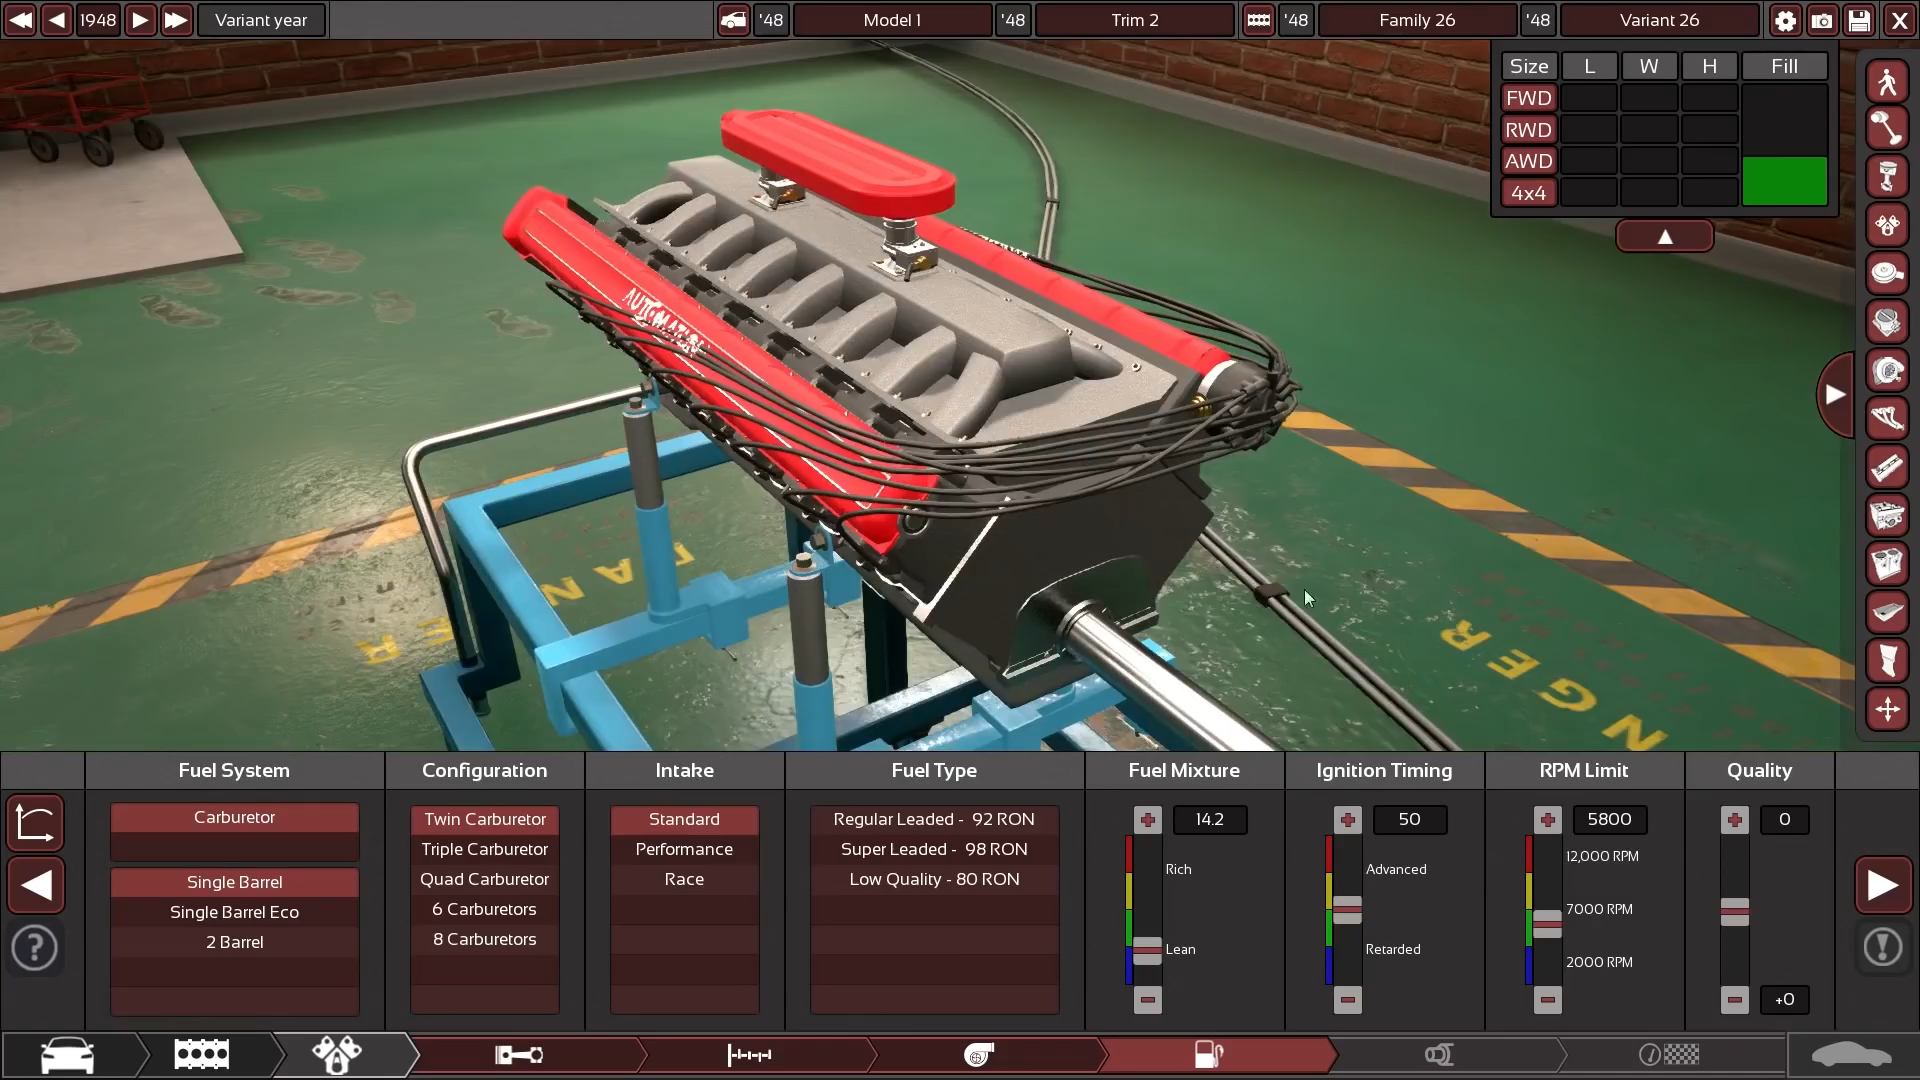 1948
Variant year
'48
Model 1
'48
Trim 2
'48
Family 26
'48
Variant 26
Size
L
W
H
Fill
FWD
RWD
AWD
4x4
AUTOMATION
DANGER
Fuel System
Configuration
Intake
Fuel Type
Fuel Mixture
Ignition Timing
RPM Limit
Quality
Carburetor
Single Barrel
Single Barrel Eco
2 Barrel
Twin Carburetor
Triple Carburetor
Quad Carburetor
6 Carburetors
8 Carburetors
Standard
Performance
Race
Regular Leaded - 92 RON
Super Leaded - 98 RON
Low Quality - 80 RON
14.2
Rich
Lean
50
Advanced
Retarded
5800
12,000 RPM
7000 RPM
2000 RPM
0
+0